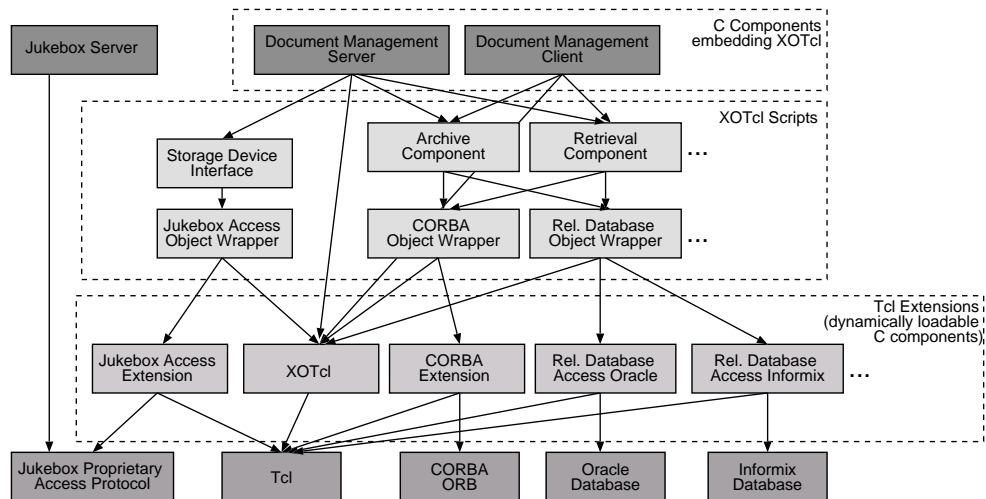 C Components
embedding XOTcl
Jukebox Server
Document Management
Server
Document Management
Client
XOTcl Scripts
Storage Device
Interface
Archive
Component
Retrieval
Component
...
Jukebox Access
Object Wrapper
CORBA
Object Wrapper
Rel. Database
Object Wrapper
...
Tcl Extensions
(dynamically loadable
C components)
Jukebox Access
Extension
XOTcl
CORBA
Extension
Rel. Database
Access Oracle
Rel. Database
Access Informix
...
Jukebox Proprietary
Access Protocol
Tcl
CORBA
ORB
Oracle
Database
Informix
Database